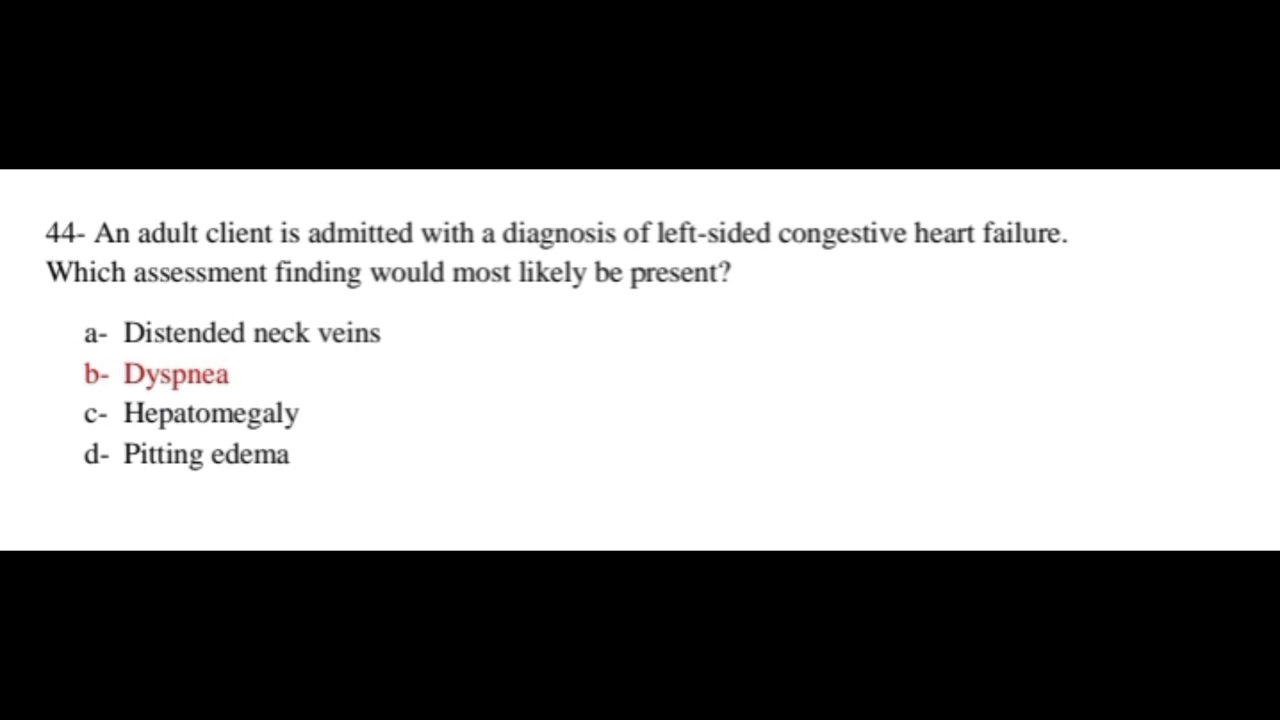 44- An adult client is admitted with a diagnosis of left-sided congestive heart failure.
Which assessment finding would most likely be present?
a- Distended neck veins
b- Dyspnea
c- Hepatomegaly
d- Pitting edema